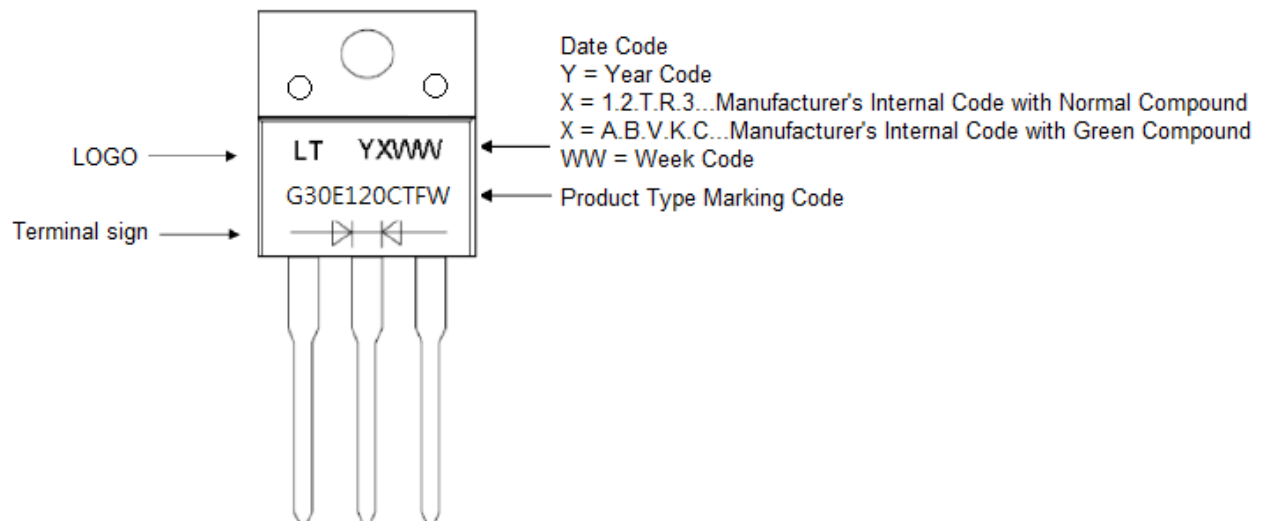 Date Code
Y = Year Code
X = 1.2.T.R.3...Manufacturer's Internal Code with Normal Compound
X = A.B.V.K.C...Manufacturer's Internal Code with Green Compound
WW = Week Code
LOGO
LT YXWW
G30E120CTFW
Product Type Marking Code
Terminal sign